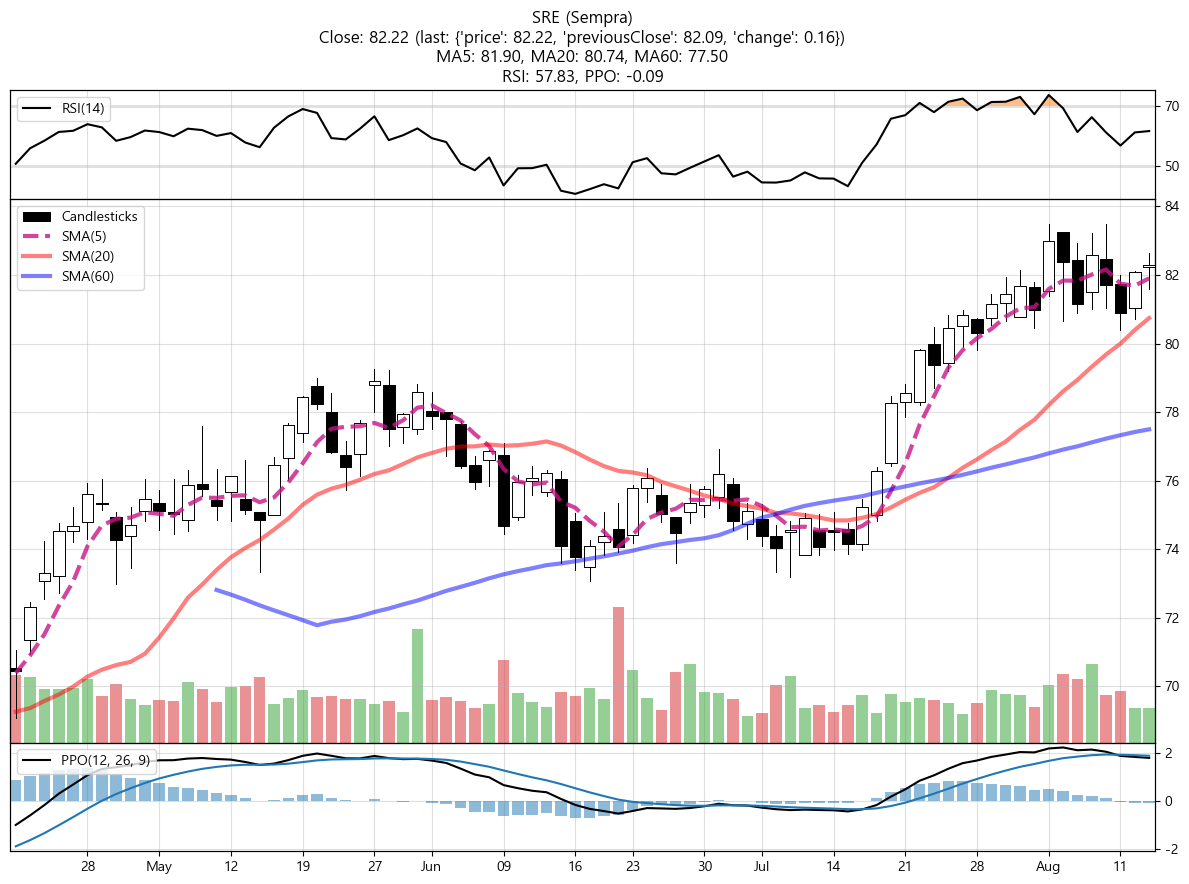 SRE (Sempra)
Close: 82.22 (last: {'price': 82.22, 'previousClose': 82.09, 'change': 0.16})
MA5: 81.90, MA20: 80.74, MA60: 77.50
RSI: 57.83, PPO: -0.09
RSI(14)
70
50
Candlesticks
SMA(5)
SMA(20)
SMA(60)
84
82
80
78
76
74
72
70
PPO(12, 26, 9)
2
0
-2
28 May 12 19 27 Jun 09 16 23 30 Jul 14 21 28 Aug 11